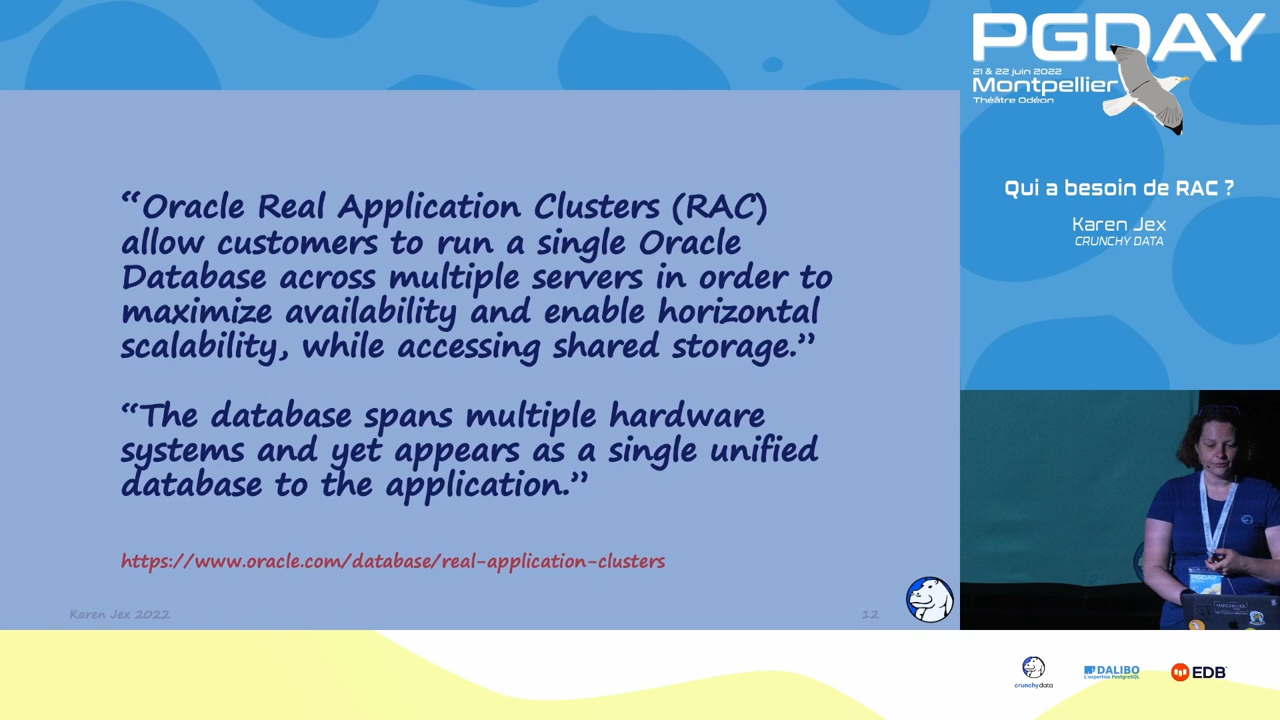 PGDAY
21 & 22 juin 2022
Montpellier
Théâtre Odéon
Qui a besoin de RAC ?
Karen Jex
CRUNCHY DATA
“Oracle Real Application Clusters (RAC)
allow customers to run a single Oracle
Database across multiple servers in order to
maximize availability and enable horizontal
scalability, while accessing shared storage.”
“The database spans multiple hardware
systems and yet appears as a single unified
database to the application.”
https://www.oracle.com/database/real-application-clusters
Karen Jex 2022
12
PGDAY
crunchydata
DALIBO
L'expertise PostgreSQL
EDB